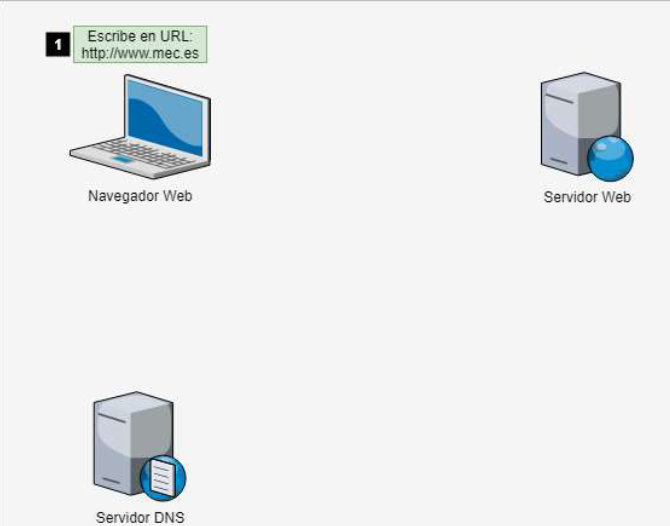 1
Escribe en URL:
http://www.mec.es
Navegador Web
Servidor Web
Servidor DNS